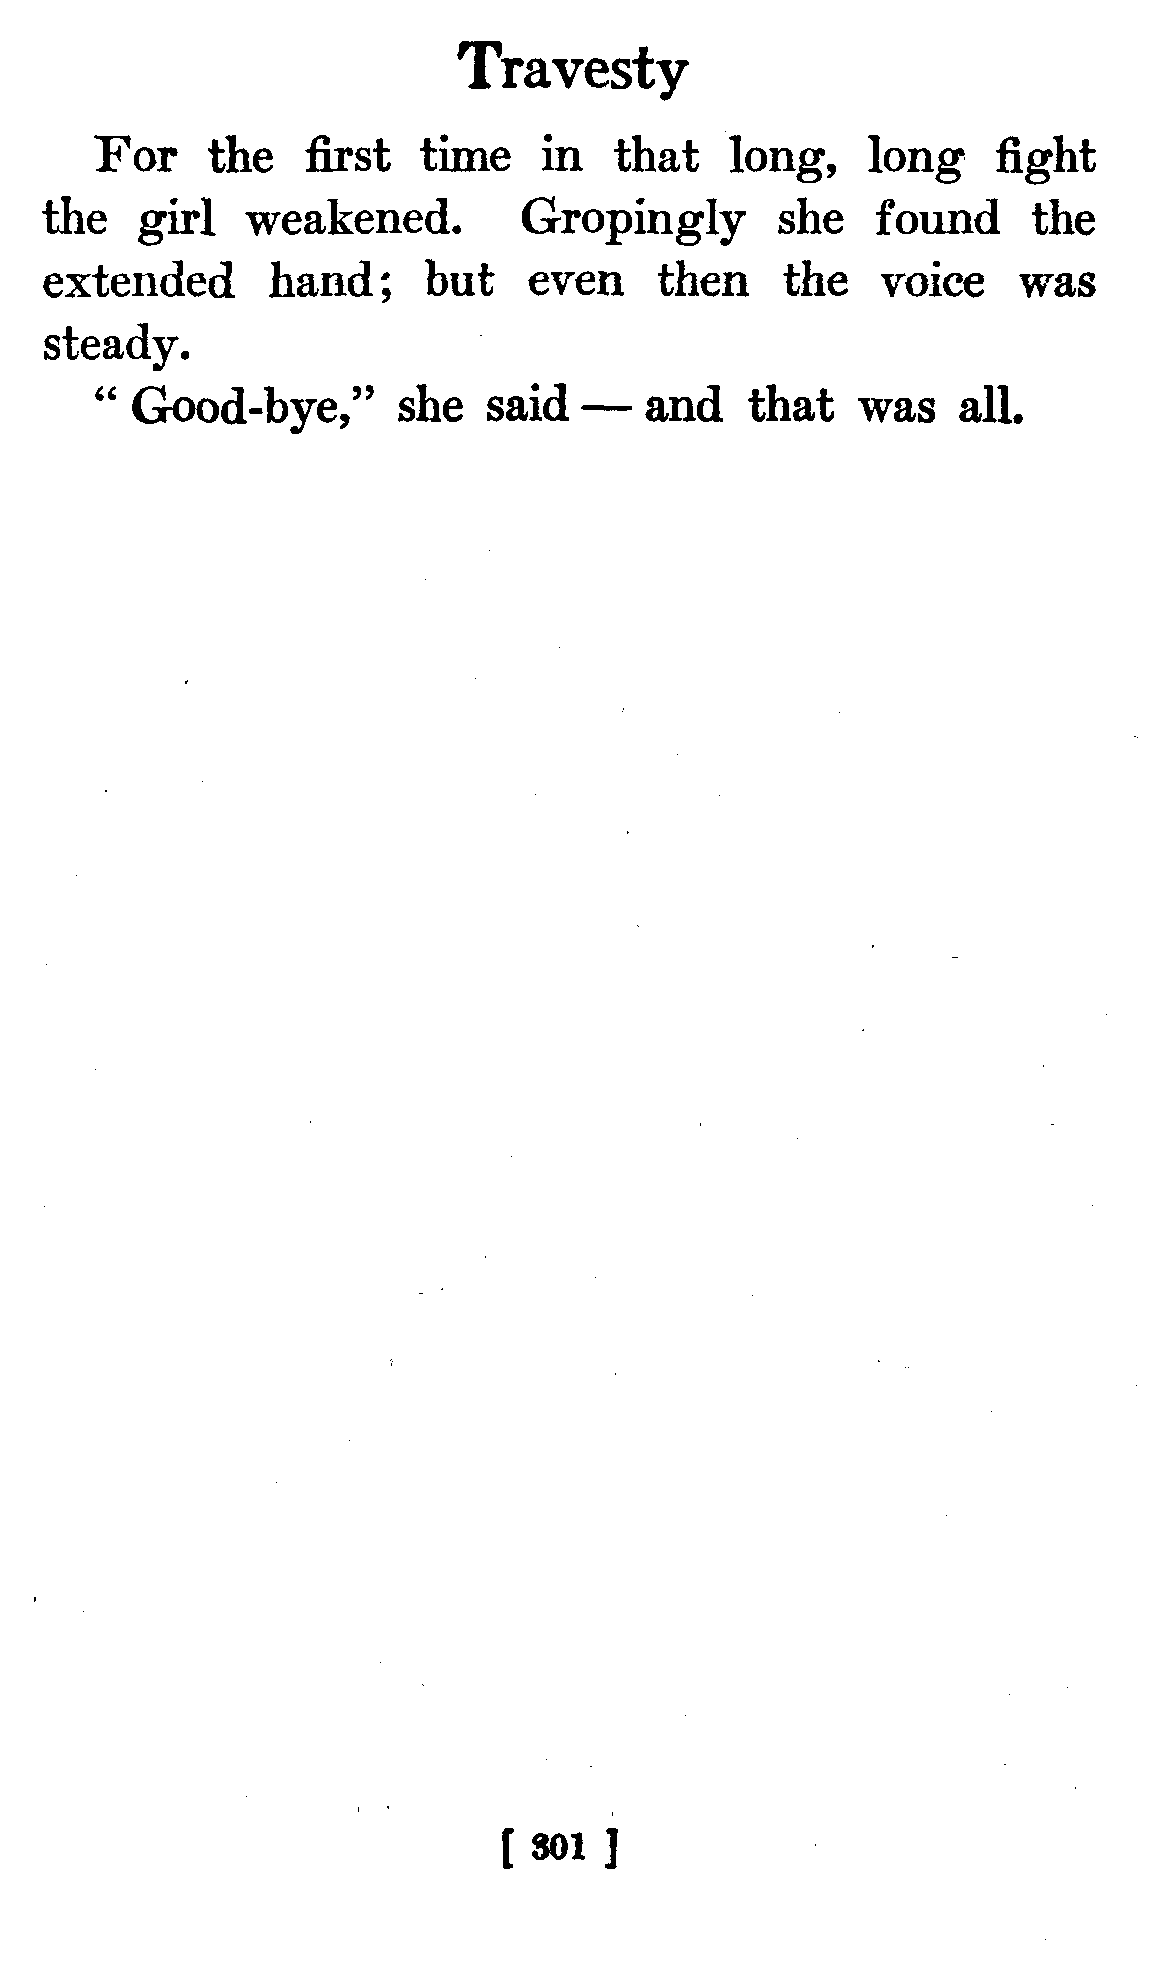 Travesty
For the first time in that long, long fight
the girl weakened. Gropingly she found the
extended hand; but even then the voice was
steady.
“ Good-bye,” she said — and that was all.
[ 301 ]